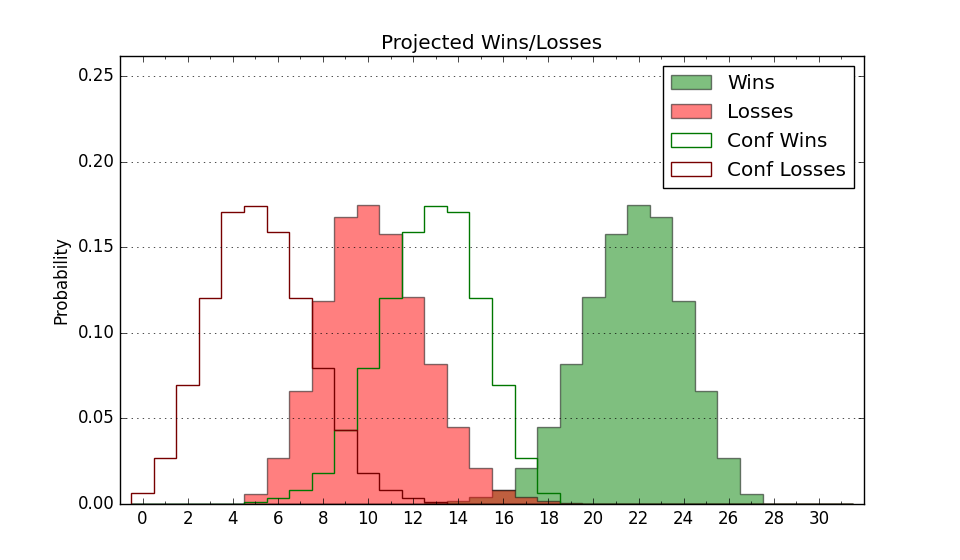 Projected Wins/Losses
0.25
0.20
0.15
0.10
0.05
0.00
Probability
Wins
Losses
Conf Wins
Conf Losses
0 2 4 6 8 10 12 14 16 18 20 22 24 26 28 30